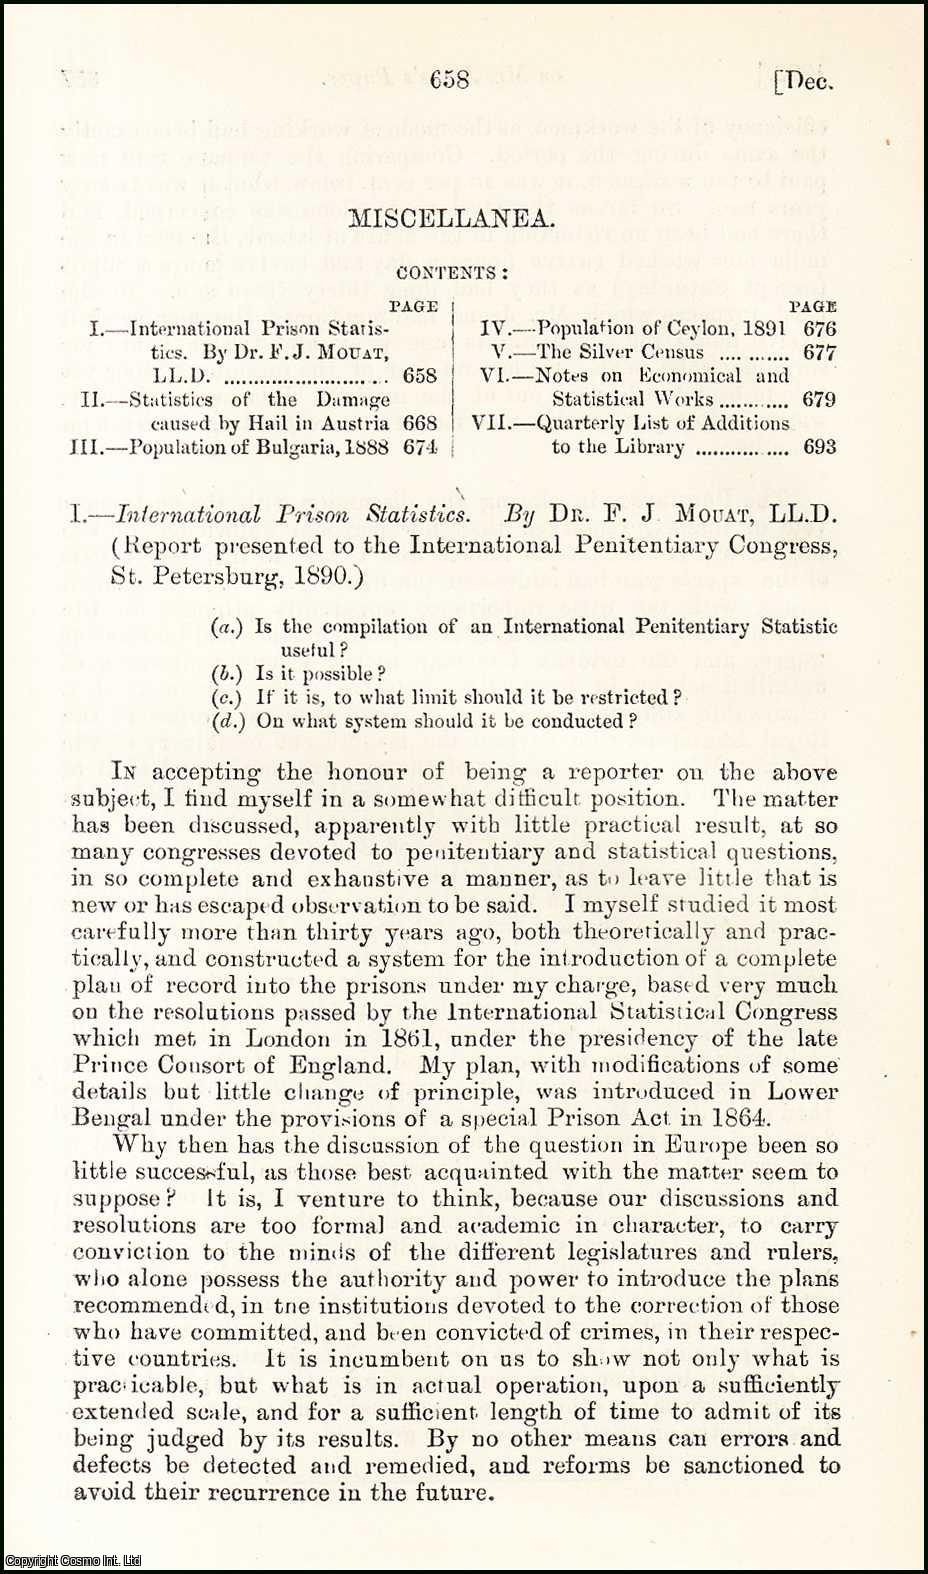 658
[Dec.
MISCELLANEA.
CONTENTS:
PAGE
I.—International Prison Statis-
tics. By Dr. F. J. MOUAT,
LL.D. ............................ 658
II.—Statistics of the Damage
caused by Hail in Austria 668
III.—Population of Bulgaria, 1888 674
PAGE
IV.—Population of Ceylon, 1891 676
V.—The Silver Census ........... 677
VI.—Notes on Economical and
Statistical Works ........... 679
VII.—Quarterly List of Additions
to the Library ............... 693
I.—International Prison Statistics. By DR. F. J MOUAT, LL.D.
(Report presented to the International Penitentiary Congress,
St. Petersburg, 1890.)
(a.) Is the compilation of an International Penitentiary Statistic
useful?
(b.) Is it possible?
(c.) If it is, to what limit should it be restricted?
(d.) On what system should it be conducted?
IN accepting the honour of being a reporter on the above
subject, I find myself in a somewhat difficult position. The matter
has been discussed, apparently with little practical result, at so
many congresses devoted to penitentiary and statistical questions,
in so complete and exhaustive a manner, as to leave little that is
new or has escaped observation to be said. I myself studied it most
carefully more than thirty years ago, both theoretically and prac-
tically, and constructed a system for the introduction of a complete
plan of record into the prisons under my charge, based very much
on the resolutions passed by the International Statistical Congress
which met in London in 1861, under the presidency of the late
Prince Consort of England. My plan, with modifications of some
details but little change of principle, was introduced in Lower
Bengal under the provisions of a special Prison Act in 1864.
Why then has the discussion of the question in Europe been so
little successful, as those best acquainted with the matter seem to
suppose? It is, I venture to think, because our discussions and
resolutions are too formal and academic in character, to carry
conviction to the minds of the different legislatures and rulers,
who alone possess the authority and power to introduce the plans
recommended, in the institutions devoted to the correction of those
who have committed, and been convicted of crimes, in their respec-
tive countries. It is incumbent on us to show not only what is
practicable, but what is in actual operation, upon a sufficiently
extended scale, and for a sufficient length of time to admit of its
being judged by its results. By no other means can errors and
defects be detected and remedied, and reforms be sanctioned to
avoid their recurrence in the future.
Copyright Cosmo Int. Ltd